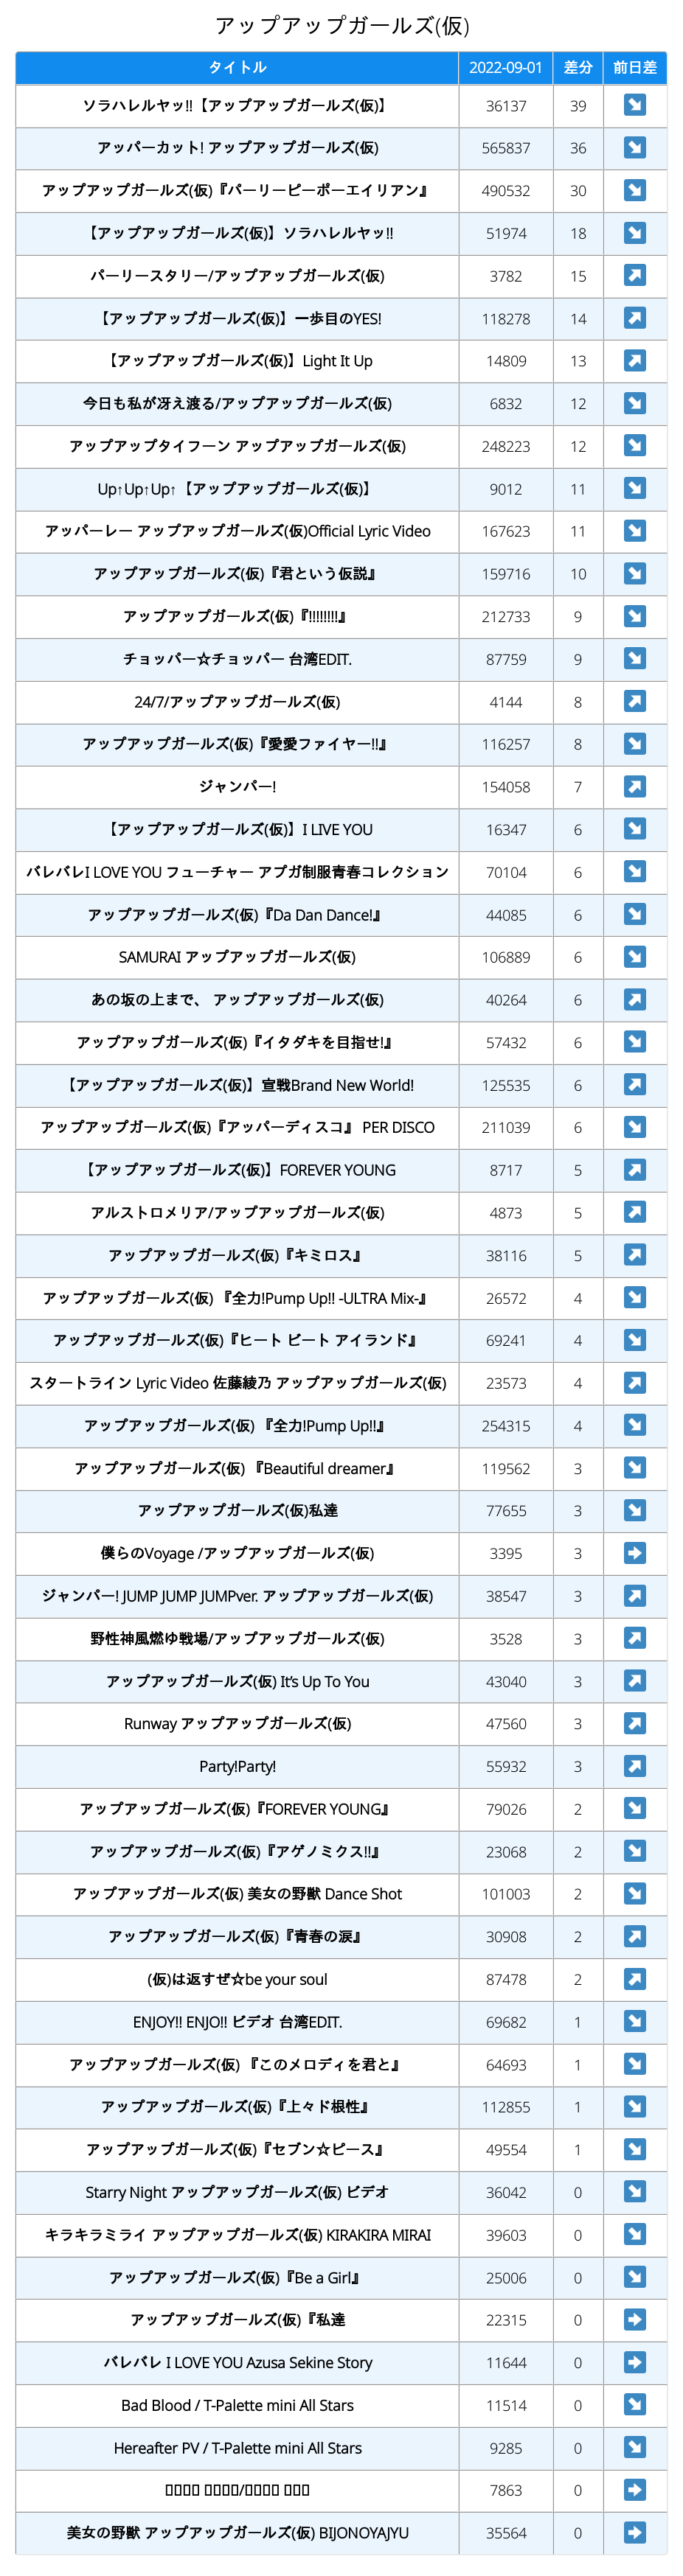 アップアップガールズ(仮)
タイトル 2022-09-01 差分 前日差
ソラハレルヤッ!!【アップアップガールズ(仮)】 36137 39 ↘
アッパーカット! アップアップガールズ(仮) 565837 36 ↘
アップアップガールズ(仮)『パーリーピーポーエイリアン』 490532 30 ↘
【アップアップガールズ(仮)】ソラハレルヤッ!! 51974 18 ↘
パーリースタリー/アップアップガールズ(仮) 3782 15 ↗
【アップアップガールズ(仮)】一歩目のYES! 118278 14 ↗
【アップアップガールズ(仮)】Light It Up 14809 13 ↗
今日も私が冴え渡る/アップアップガールズ(仮) 6832 12 ↘
アップアップタイフーン アップアップガールズ(仮) 248223 12 ↘
Up↑Up↑Up↑【アップアップガールズ(仮)】 9012 11 ↘
アッパーレー アップアップガールズ(仮)Official Lyric Video 167623 11 ↘
アップアップガールズ(仮)『君という仮説』 159716 10 ↘
アップアップガールズ(仮)『!!!!!!!!』 212733 9 ↘
チョッパー☆チョッパー 台湾EDIT. 87759 9 ↘
24/7/アップアップガールズ(仮) 4144 8 ↗
アップアップガールズ(仮)『愛愛ファイヤー!!』 116257 8 ↘
ジャンパー! 154058 7 ↗
【アップアップガールズ(仮)】I LIVE YOU 16347 6 ↘
バレバレI LOVE YOU フューチャー アプガ制服青春コレクション 70104 6 ↘
アップアップガールズ(仮)『Da Dan Dance!』 44085 6 ↘
SAMURAI アップアップガールズ(仮) 106889 6 ↘
あの坂の上まで、 アップアップガールズ(仮) 40264 6 ↗
アップアップガールズ(仮)『イタダキを目指せ!』 57432 6 ↘
【アップアップガールズ(仮)】宣戦Brand New World! 125535 6 ↗
アップアップガールズ(仮)『アッパーディスコ』 PER DISCO 211039 6 ↘
【アップアップガールズ(仮)】FOREVER YOUNG 8717 5 ↗
アルストロメリア/アップアップガールズ(仮) 4873 5 ↗
アップアップガールズ(仮)『キミロス』 38116 5 ↗
アップアップガールズ(仮) 『全力!Pump Up!! -ULTRA Mix-』 26572 4 ↘
アップアップガールズ(仮)『ヒート ビート アイランド』 69241 4 ↘
スタートライン Lyric Video 佐藤綾乃 アップアップガールズ(仮) 23573 4 ↗
アップアップガールズ(仮) 『全力!Pump Up!!』 254315 4 ↘
アップアップガールズ(仮) 『Beautiful dreamer』 119562 3 ↘
アップアップガールズ(仮)私達 77655 3 ↘
僕らのVoyage /アップアップガールズ(仮) 3395 3 →
ジャンパー! JUMP JUMP JUMPver. アップアップガールズ(仮) 38547 3 ↗
野性神風燃ゆ戦場/アップアップガールズ(仮) 3528 3 ↗
アップアップガールズ(仮) It's Up To You 43040 3 ↗
Runway アップアップガールズ(仮) 47560 3 ↗
Party!Party! 55932 3 ↗
アップアップガールズ(仮)『FOREVER YOUNG』 79026 2 ↘
アップアップガールズ(仮)『アゲノミクス!!』 23068 2 ↘
アップアップガールズ(仮) 美女の野獣 Dance Shot 101003 2 ↘
アップアップガールズ(仮)『青春の涙』 30908 2 ↗
(仮)は返すぜ☆be your soul 87478 2 ↗
ENJOY!! ENJO!! ビデオ 台湾EDIT. 69682 1 ↘
アップアップガールズ(仮) 『このメロディを君と』 64693 1 ↘
アップアップガールズ(仮)『上々ド根性』 112855 1 ↘
アップアップガールズ(仮)『セブン☆ピース』 49554 1 ↘
Starry Night アップアップガールズ(仮) ビデオ 36042 0 ↘
キラキラミライ アップアップガールズ(仮) KIRAKIRA MIRAI 39603 0 ↘
アップアップガールズ(仮)『Be a Girl』 25006 0 ↘
アップアップガールズ(仮)『私達 22315 0 →
バレバレ I LOVE YOU Azusa Sekine Story 11644 0 →
Bad Blood / T-Palette mini All Stars 11514 0 ↘
Hereafter PV / T-Palette mini All Stars 9285 0 ↘
7863 0 →
美女の野獣 アップアップガールズ(仮) BIJONOYAJYU 35564 0 →